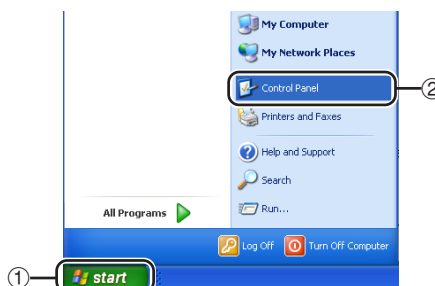 My Computer
My Network Places
Control Panel
②
Printers and Faxes
Help and Support
Search
All Programs
Run...
Log Off
Turn Off Computer
①
start